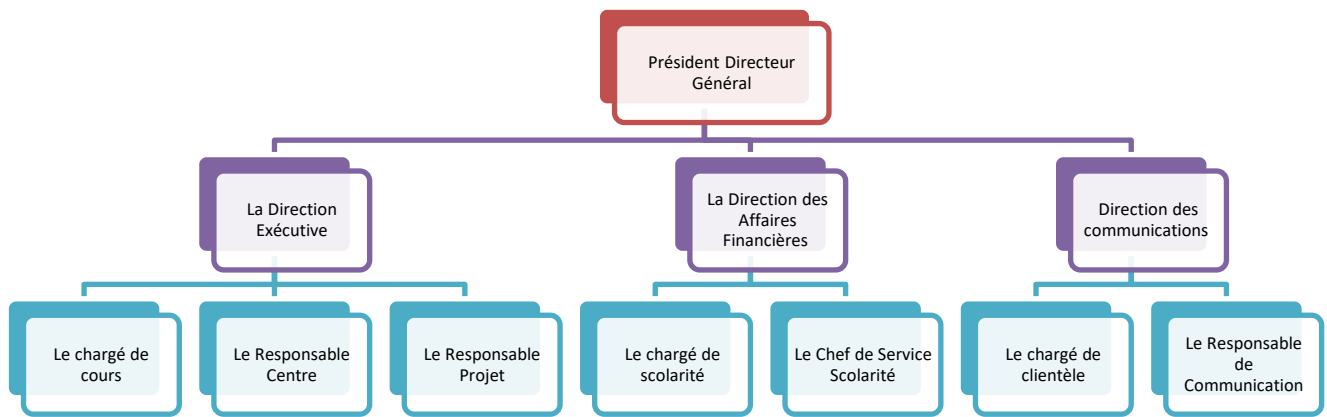 Président Directeur
Général
La Direction
Exécutive
La Direction des
Affaires
Financières
Direction des
communications
Le chargé de
cours
Le Responsable
Centre
Le Responsable
Projet
Le chargé de
scolarité
Le Chef de Service
Scolarité
Le chargé de
clientèle
Le Responsable
de
Communication